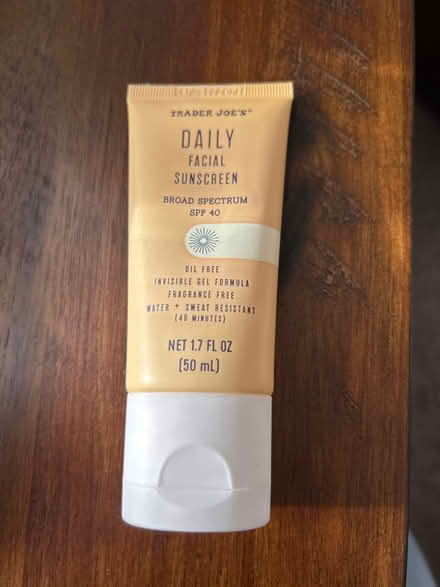 TRADER JOE'S®
DAILY
FACIAL
SUNSCREEN
BROAD SPECTRUM
SPF 40
OIL FREE
INVISIBLE GEL FORMULA
FRAGRANCE FREE
WATER + SWEAT RESISTANT
(40 MINUTES)
NET 1.7 FL OZ
(50 mL)